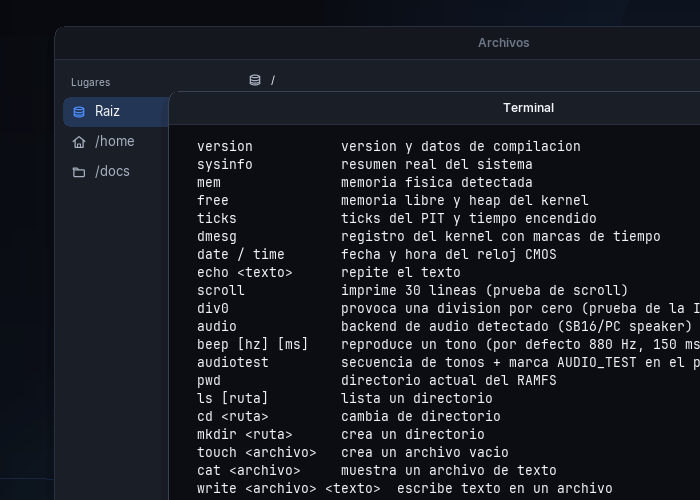 Archivos
Lugares
/
Raiz
/home
/docs
Terminal
version version y datos de compilacion
sysinfo resumen real del sistema
mem memoria fisica detectada
free memoria libre y heap del kernel
ticks ticks del PIT y tiempo encendido
dmesg registro del kernel con marcas de tiempo
date / time fecha y hora del reloj CMOS
echo <texto> repite el texto
scroll imprime 30 lineas (prueba de scroll)
div0 provoca una division por cero (prueba de la I
audio backend de audio detectado (SB16/PC speaker)
beep [hz] [ms] reproduce un tono (por defecto 880 Hz, 150 ms
audiotest secuencia de tonos + marca AUDIO_TEST en el p
pwd directorio actual del RAMFS
ls [ruta] lista un directorio
cd <ruta> cambia de directorio
mkdir <ruta> crea un directorio
touch <archivo> crea un archivo vacio
cat <archivo> muestra un archivo de texto
write <archivo> <texto> escribe texto en un archivo